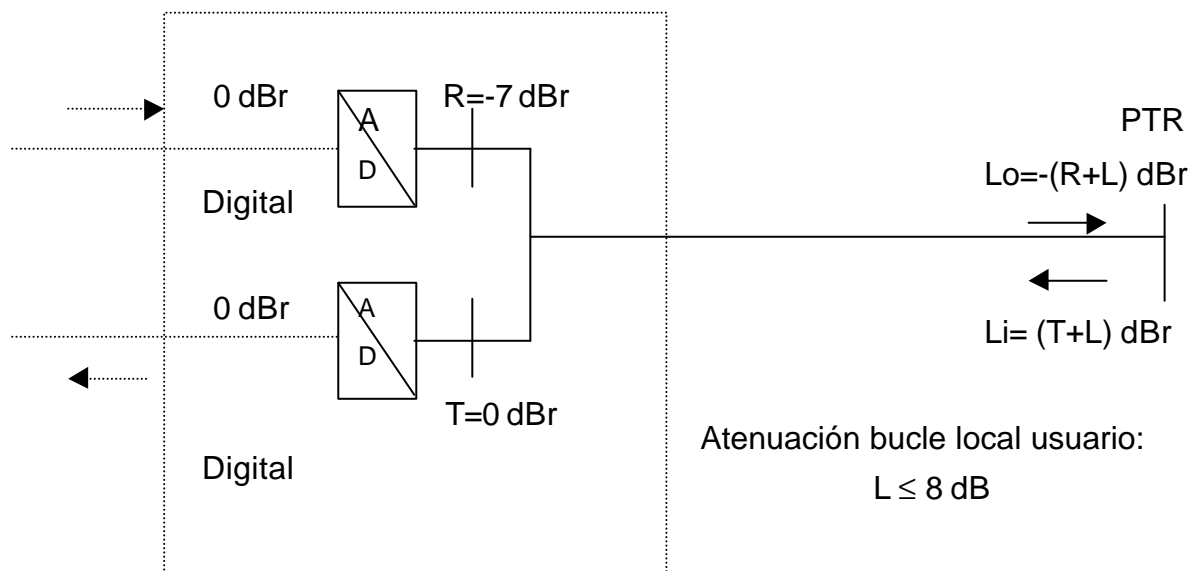 0 dBr
R=-7 dBr
A
D
PTR
Lo=-(R+L) dBr
Digital
0 dBr
A
D
Li= (T+L) dBr
T=0 dBr
Digital
Atenuación bucle local usuario:
L ≤ 8 dB